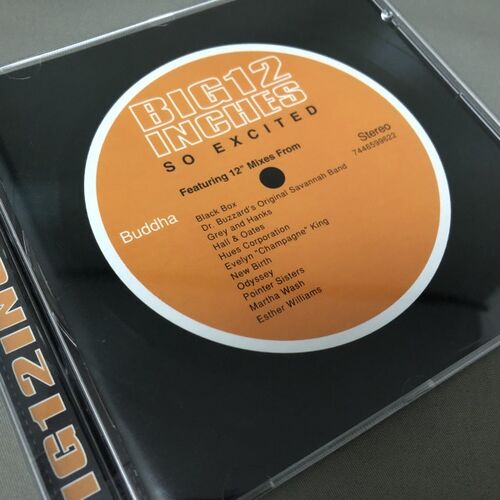 BIG12
INCHES
SO EXCITED
Featuring 12" Mixes From
Stereo
7446599622
Buddha
Black Box
Dr. Buzzard's Original Savannah Band
Grey and Hanks
Hall & Oates
Hues Corporation
Evelyn "Champagne" King
New Birth
Odyssey
Pointer Sisters
Martha Wash
Esther Williams